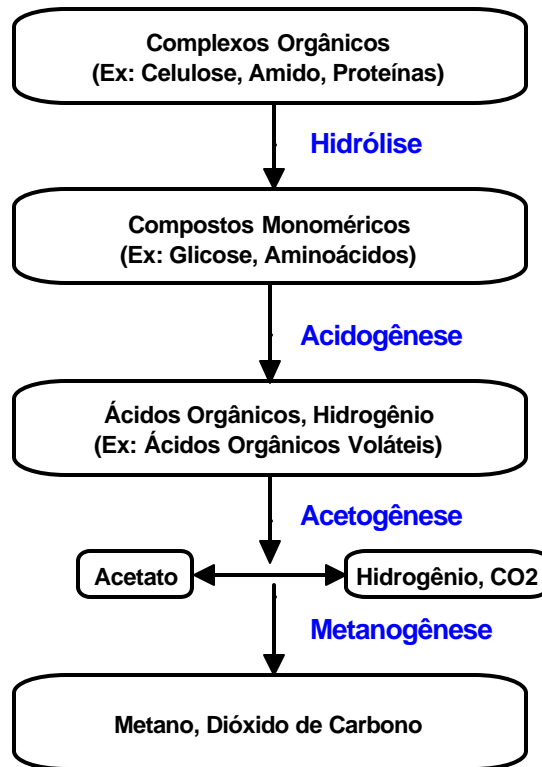 Complexos Orgânicos
(Ex: Celulose, Amido, Proteínas)
Hidrólise
Compostos Monoméricos
(Ex: Glicose, Aminoácidos)
Acidogênese
Ácidos Orgânicos, Hidrogênio
(Ex: Ácidos Orgânicos Voláteis)
Acetogênese
Acetato
Hidrogênio, CO2
Metanogênese
Metano, Dióxido de Carbono